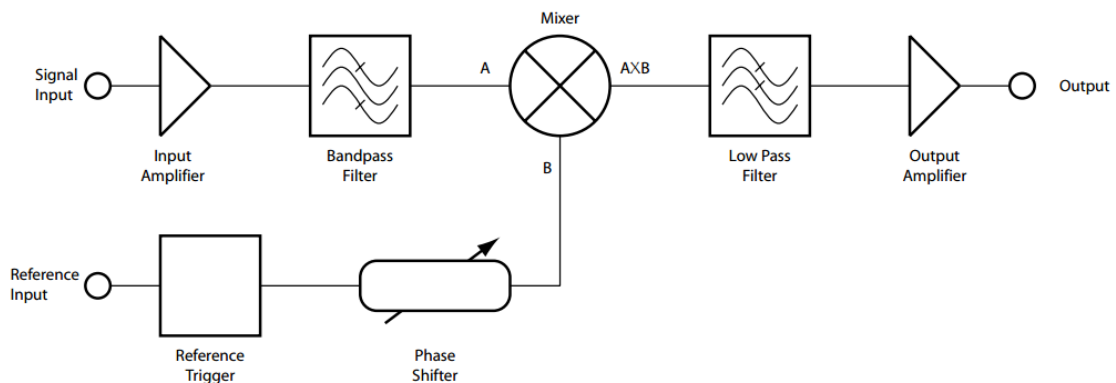 Mixer
Signal
Input
A
AXB
Output
Input
Amplifier
Bandpass
Filter
B
Low Pass
Filter
Output
Amplifier
Reference
Input
Reference
Trigger
Phase
Shifter